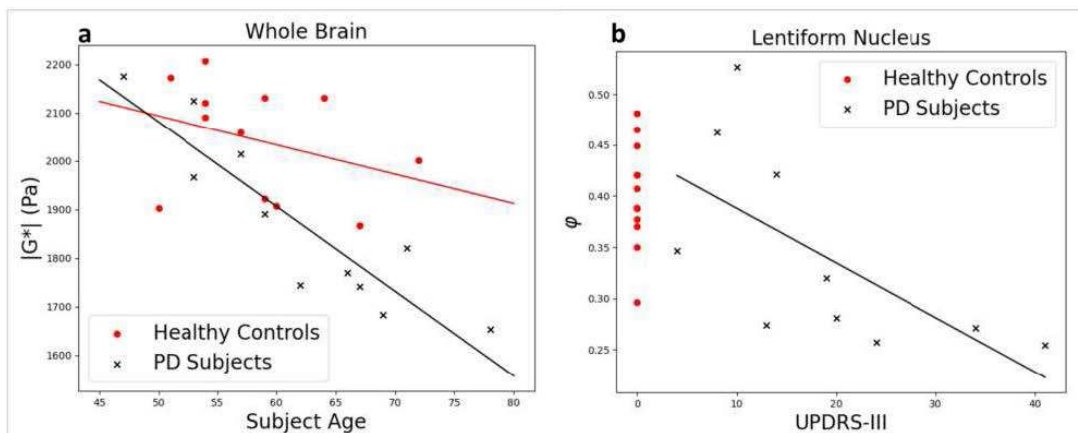 a
Whole Brain
2200
2100
2000
1900
1800
1700
1600
|G*| (Pa)
Healthy Controls
PD Subjects
45 50 55 60 65 70 75 80
Subject Age
b
Lentiform Nucleus
0.50
0.45
0.40
0.35
0.30
0.25
φ
Healthy Controls
PD Subjects
0 10 20 30 40
UPDRS-III